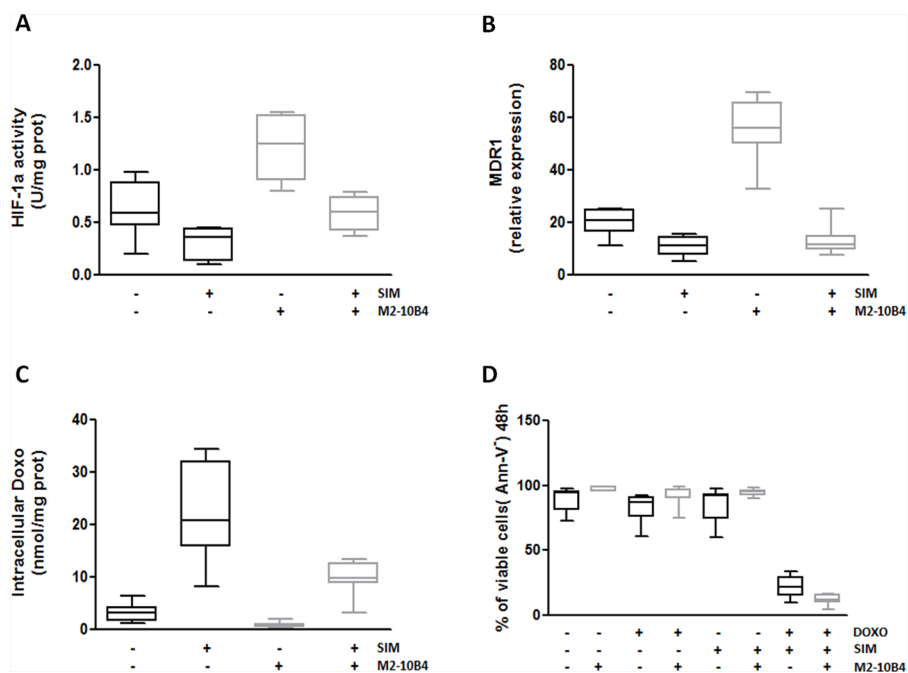 A
HIF-1a activity
(U/mg prot)
2.0
1.5
1.0
0.5
0.0
- + - + SIM
- - + + M2-10B4
B
MDR1
(relative expression)
80
60
40
20
0
- + - + SIM
- - + + M2-10B4
C
Intracellular Doxo
(nmol/mg prot)
40
30
20
10
0
- + - + SIM
- - + + M2-10B4
D
% of viable cells( Ann-V⁻) 48h
150
100
50
0
- - + + - - + + DOXO
- - - - + + + + SIM
- + - + - + - + M2-10B4